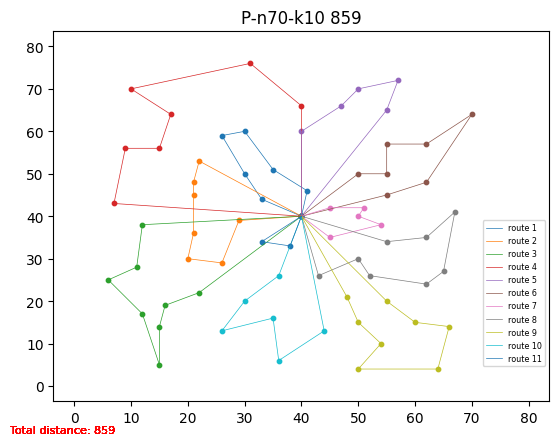 P-n70-k10 859
80
70
60
50
40
30
20
10
0
route 1
route 2
route 3
route 4
route 5
route 6
route 7
route 8
route 9
route 10
route 11
0 10 20 30 40 50 60 70 80
Total distance: 859